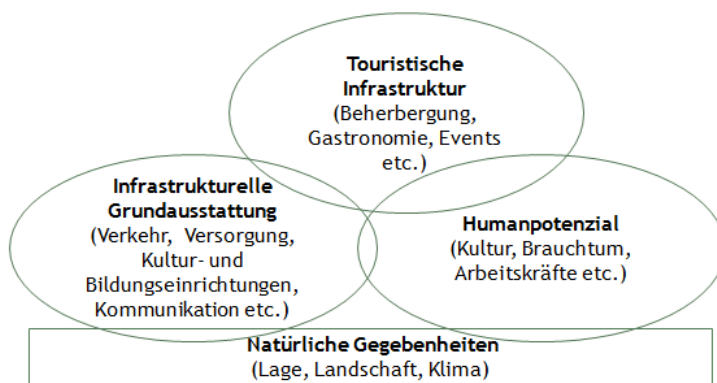 Touristische
Infrastruktur
(Beherbergung,
Gastronomie, Events
etc.)
Infrastrukturelle
Grundausstattung
(Verkehr, Versorgung,
Kultur- und
Bildungseinrichtungen,
Kommunikation etc.)
Humanpotenzial
(Kultur, Brauchtum,
Arbeitskräfte etc.)
Natürliche Gegebenheiten
(Lage, Landschaft, Klima)